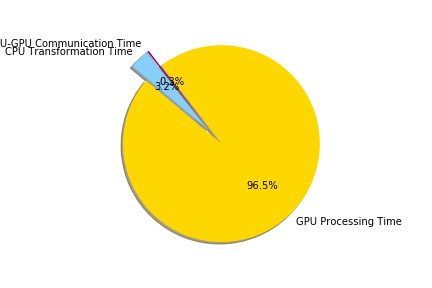 U-GPU Communication Time
CPU Transformation Time
0.3%
3.2%
96.5%
GPU Processing Time